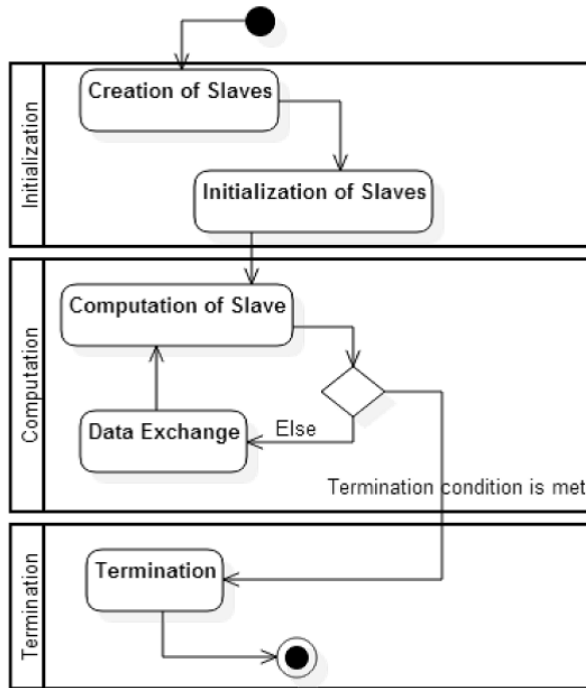 Initialization
Creation of Slaves
Initialization of Slaves
Computation
Computation of Slave
Data Exchange
Else
Termination condition is met
Termination
Termination